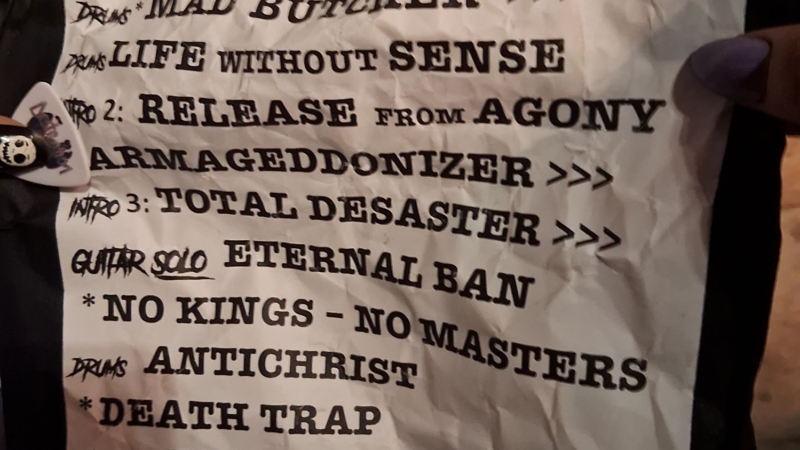 DRUMS * MAD BUTCHER >>>
DRUMS LIFE WITHOUT SENSE
INTRO 2: RELEASE FROM AGONY
ARMAGEDDONIZER >>>
INTRO 3: TOTAL DESASTER >>>
GUITAR SOLO ETERNAL BAN
* NO KINGS – NO MASTERS
DRUMS ANTICHRIST
* DEATH TRAP